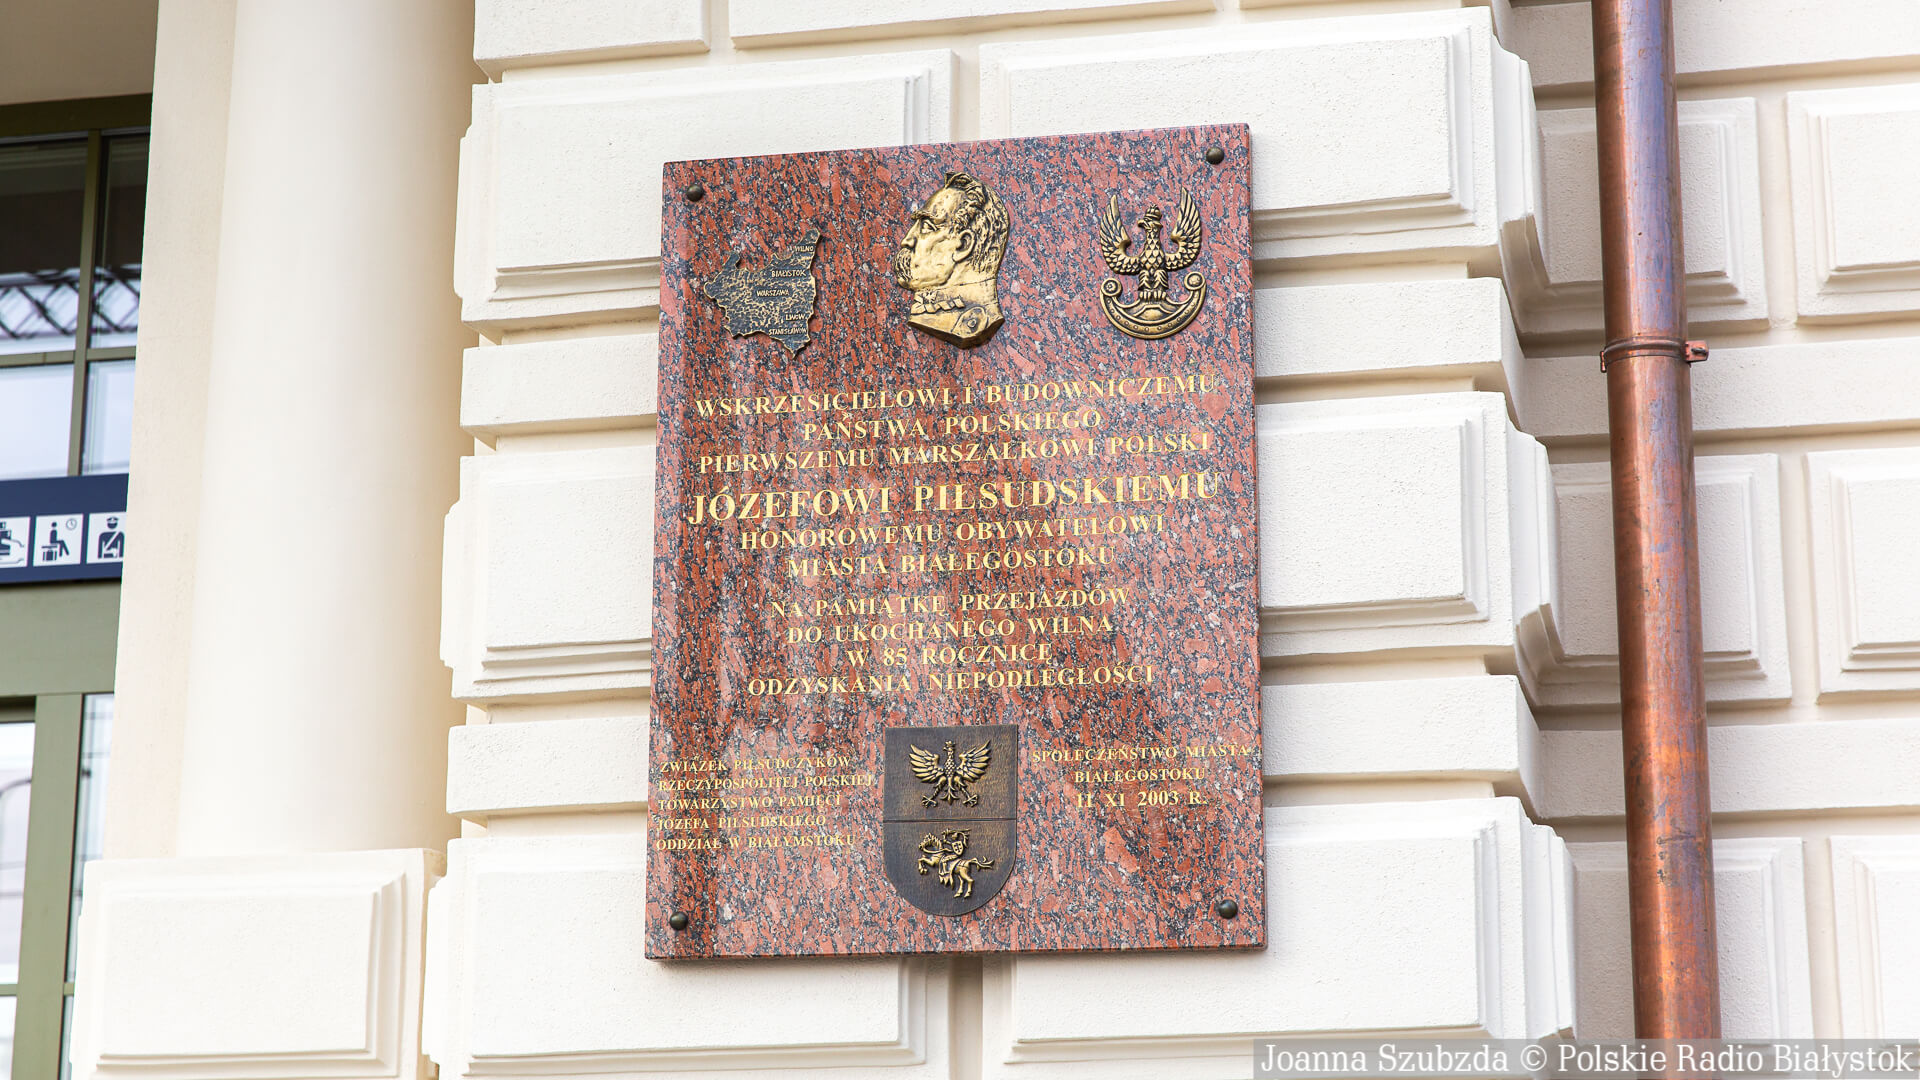 WILNO
BIAŁYSTOK
WARSZAWA
LWÓW
STANISŁAWÓW
WSKRZESICIELOWI I BUDOWNICZEMU
PAŃSTWA POLSKIEGO
PIERWSZEMU MARSZAŁKOWI POLSKI
JÓZEFOWI PIŁSUDSKIEMU
HONOROWEMU OBYWATELOWI
MIASTA BIAŁEGOSTOKU
NA PAMIĄTKĘ PRZEJAZDÓW
DO UKOCHANEGO WILNA
W 85 ROCZNICĘ
ODZYSKANIA NIEPODLEGŁOŚCI
ZWIĄZEK PIŁSUDCZYKÓW
RZECZYPOSPOLITEJ POLSKIEJ
TOWARZYSTWO PAMIĘCI
JÓZEFA PIŁSUDSKIEGO
ODDZIAŁ W BIAŁYMSTOKU
SPOŁECZEŃSTWO MIASTA
BIAŁEGOSTOKU
11 XI 2003 R.
Joanna Szubzda © Polskie Radio Białystok